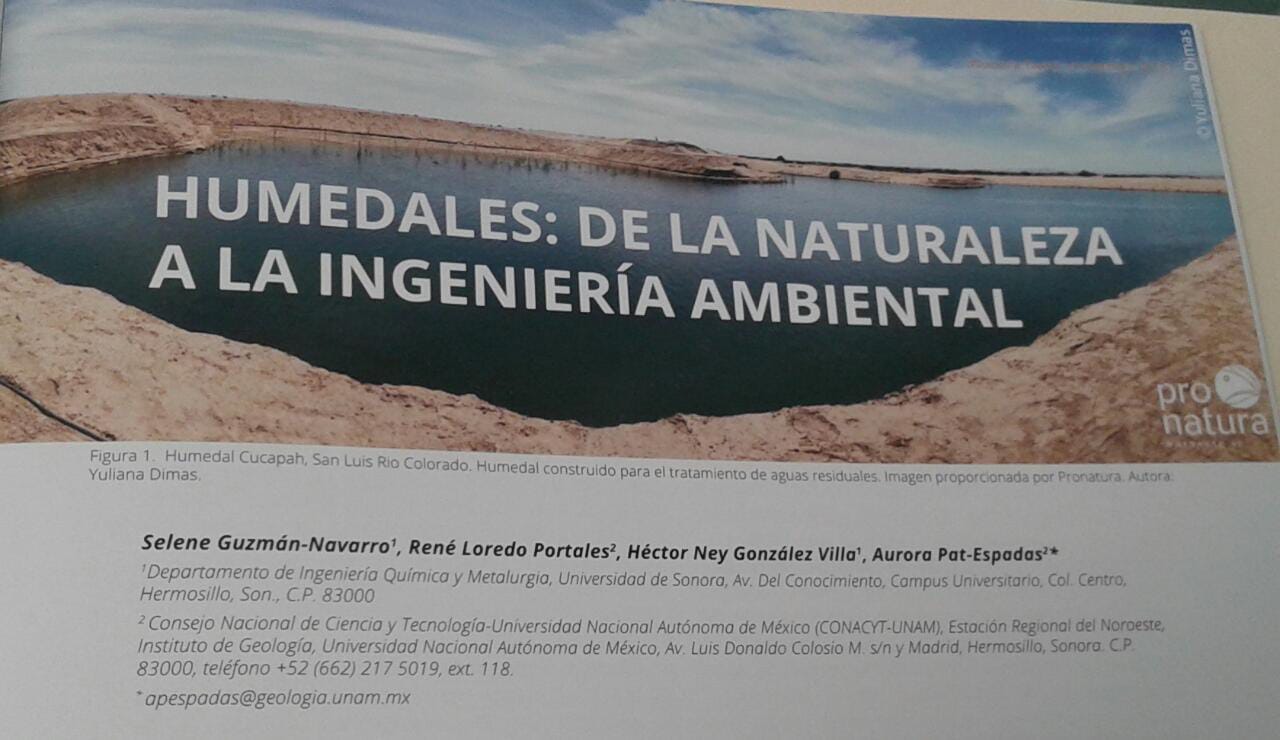 © Yuliana Dimas
HUMEDALES: DE LA NATURALEZA
A LA INGENIERÍA AMBIENTAL
pro
natura
Figura 1. Humedal Cucapah, San Luis Rio Colorado. Humedal construido para el tratamiento de aguas residuales. Imagen proporcionada por Pronatura. Autora:
Yuliana Dimas.
Selene Guzmán-Navarro¹, René Loredo Portales², Héctor Ney González Villa¹, Aurora Pat-Espadas²*
¹Departamento de Ingeniería Química y Metalurgia, Universidad de Sonora, Av. Del Conocimiento, Campus Universitario, Col. Centro,
Hermosillo, Son., C.P. 83000
² Consejo Nacional de Ciencia y Tecnología-Universidad Nacional Autónoma de México (CONACYT-UNAM), Estación Regional del Noroeste,
Instituto de Geología, Universidad Nacional Autónoma de México, Av. Luis Donaldo Colosio M. s/n y Madrid, Hermosillo, Sonora. C.P.
83000, teléfono +52 (662) 217 5019, ext. 118.
* apespadas@geologia.unam.mx